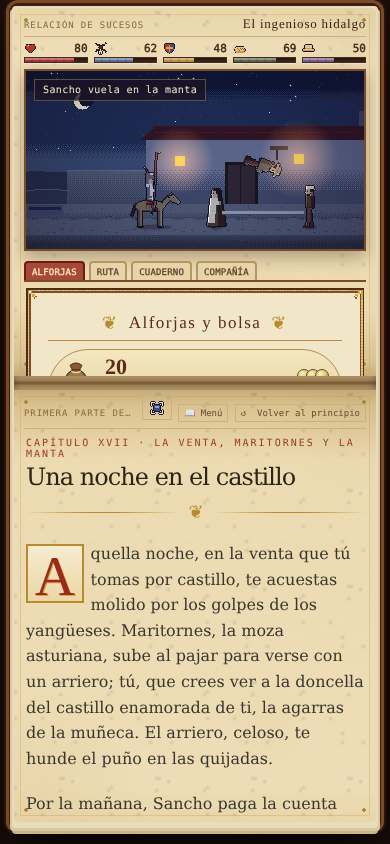 RELACIÓN DE SUCESOS
El ingenioso hidalgo
80
62
48
69
50
Sancho vuela en la manta
ALFORJAS
RUTA
CUADERNO
COMPAÑÍA
Alforjas y bolsa
20
PRIMERA PARTE DE…
Menú
↺ Volver al principio
CAPÍTULO XVII · LA VENTA, MARITORNES Y LA
MANTA
Una noche en el castillo
Aquella noche, en la venta que tú
tomas por castillo, te acuestas
molido por los golpes de los
yangüeses. Maritornes, la moza
asturiana, sube al pajar para verse con
un arriero; tú, que crees ver a la doncella
del castillo enamorada de ti, la agarras
de la muñeca. El arriero, celoso, te
hunde el puño en las quijadas.
Por la mañana, Sancho paga la cuenta